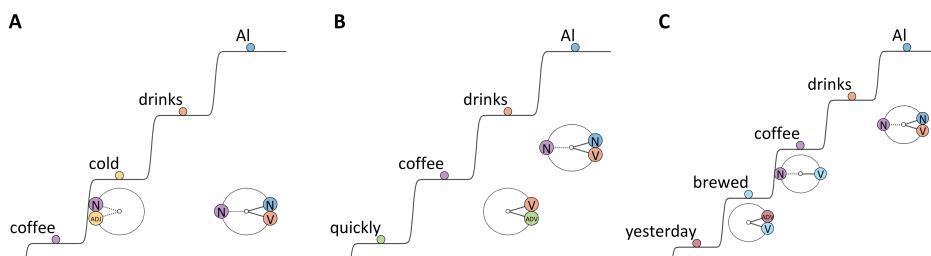 A
Al
drinks
cold
N
ADJ
coffee
N
N
V
B
Al
drinks
N
N
V
coffee
V
ADV
quickly
C
Al
drinks
N
N
V
coffee
N
V
brewed
ADV
V
yesterday